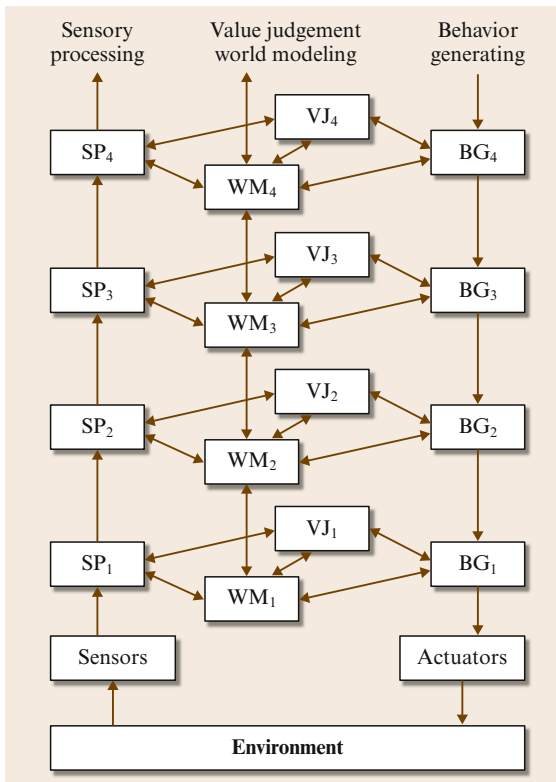 Sensory processing
Value judgement world modeling
Behavior generating
VJ₄
SP₄
BG₄
WM₄
VJ₃
SP₃
BG₃
WM₃
VJ₂
SP₂
BG₂
WM₂
VJ₁
SP₁
BG₁
WM₁
Sensors
Actuators
Environment